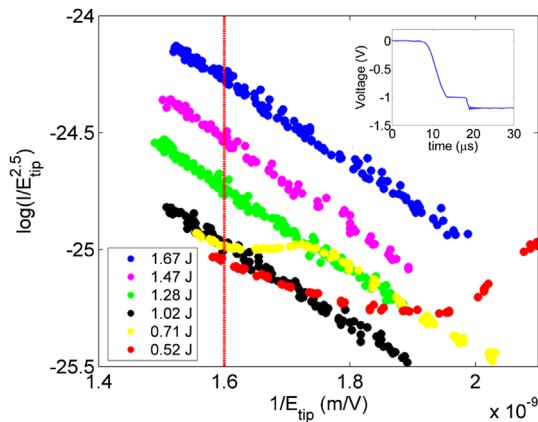 -24
-24.5
-25
-25.5
log(I/E_tip^2.5)
1.4
1.6
1.8
2
x 10^-9
1/E_tip (m/V)
1.67 J
1.47 J
1.28 J
1.02 J
0.71 J
0.52 J
0
-0.5
-1
-1.5
Voltage (V)
0
10
20
30
time (μs)